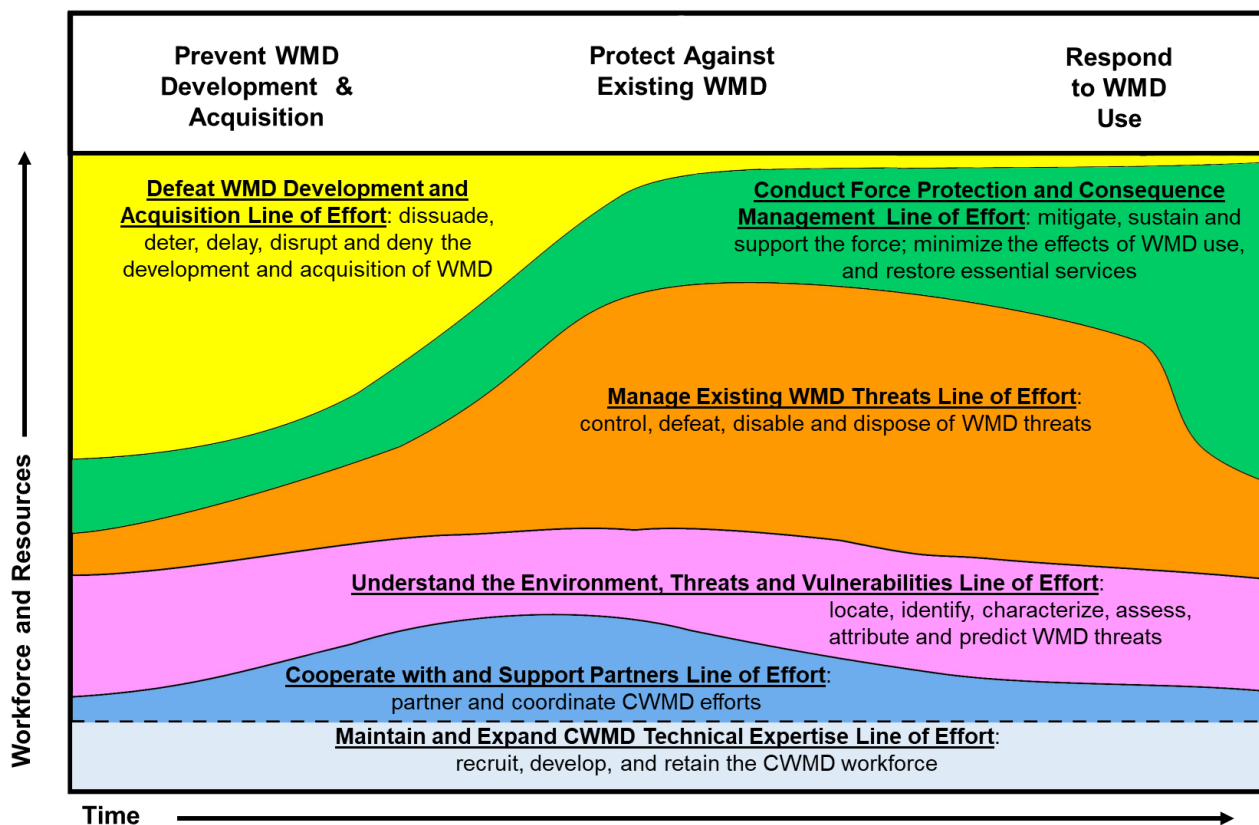 Prevent WMD
Development &
Acquisition
Protect Against
Existing WMD
Respond
to WMD
Use
Workforce and Resources
Defeat WMD Development and
Acquisition Line of Effort: dissuade,
deter, delay, disrupt and deny the
development and acquisition of WMD
Conduct Force Protection and Consequence
Management Line of Effort: mitigate, sustain and
support the force; minimize the effects of WMD use,
and restore essential services
Manage Existing WMD Threats Line of Effort:
control, defeat, disable and dispose of WMD threats
Understand the Environment, Threats and Vulnerabilities Line of Effort:
locate, identify, characterize, assess,
attribute and predict WMD threats
Cooperate with and Support Partners Line of Effort:
partner and coordinate CWMD efforts
Maintain and Expand CWMD Technical Expertise Line of Effort:
recruit, develop, and retain the CWMD workforce
Time